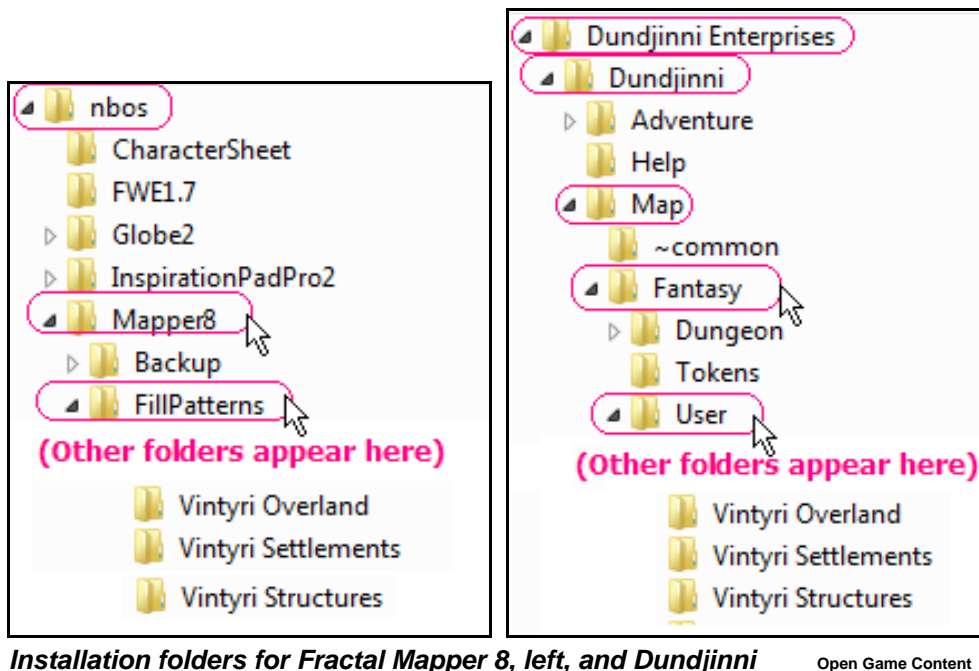 nbos
CharacterSheet
FWE1.7
Globe2
InspirationPadPro2
Mapper8
Backup
FillPatterns
(Other folders appear here)
Vintyri Overland
Vintyri Settlements
Vintyri Structures
Dundjinni Enterprises
Dundjinni
Adventure
Help
Map
~common
Fantasy
Dungeon
Tokens
User
(Other folders appear here)
Vintyri Overland
Vintyri Settlements
Vintyri Structures
Installation folders for Fractal Mapper 8, left, and Dundjinni
Open Game Content